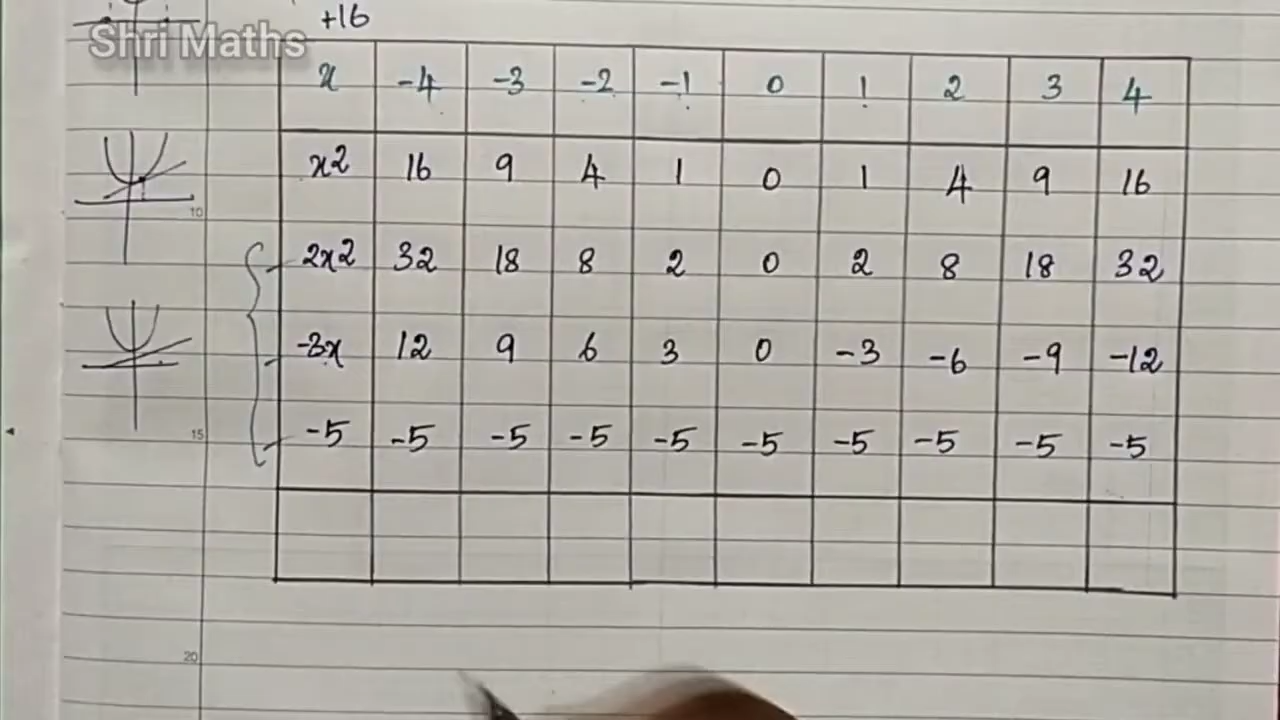 +16
Shri Maths
x -4 -3 -2 -1 0 1 2 3 4
x2 16 9 4 1 0 1 4 9 16
10
2x2 32 18 8 2 0 2 8 18 32
-3x 12 9 6 3 0 -3 -6 -9 -12
15
-5 -5 -5 -5 -5 -5 -5 -5 -5 -5
20